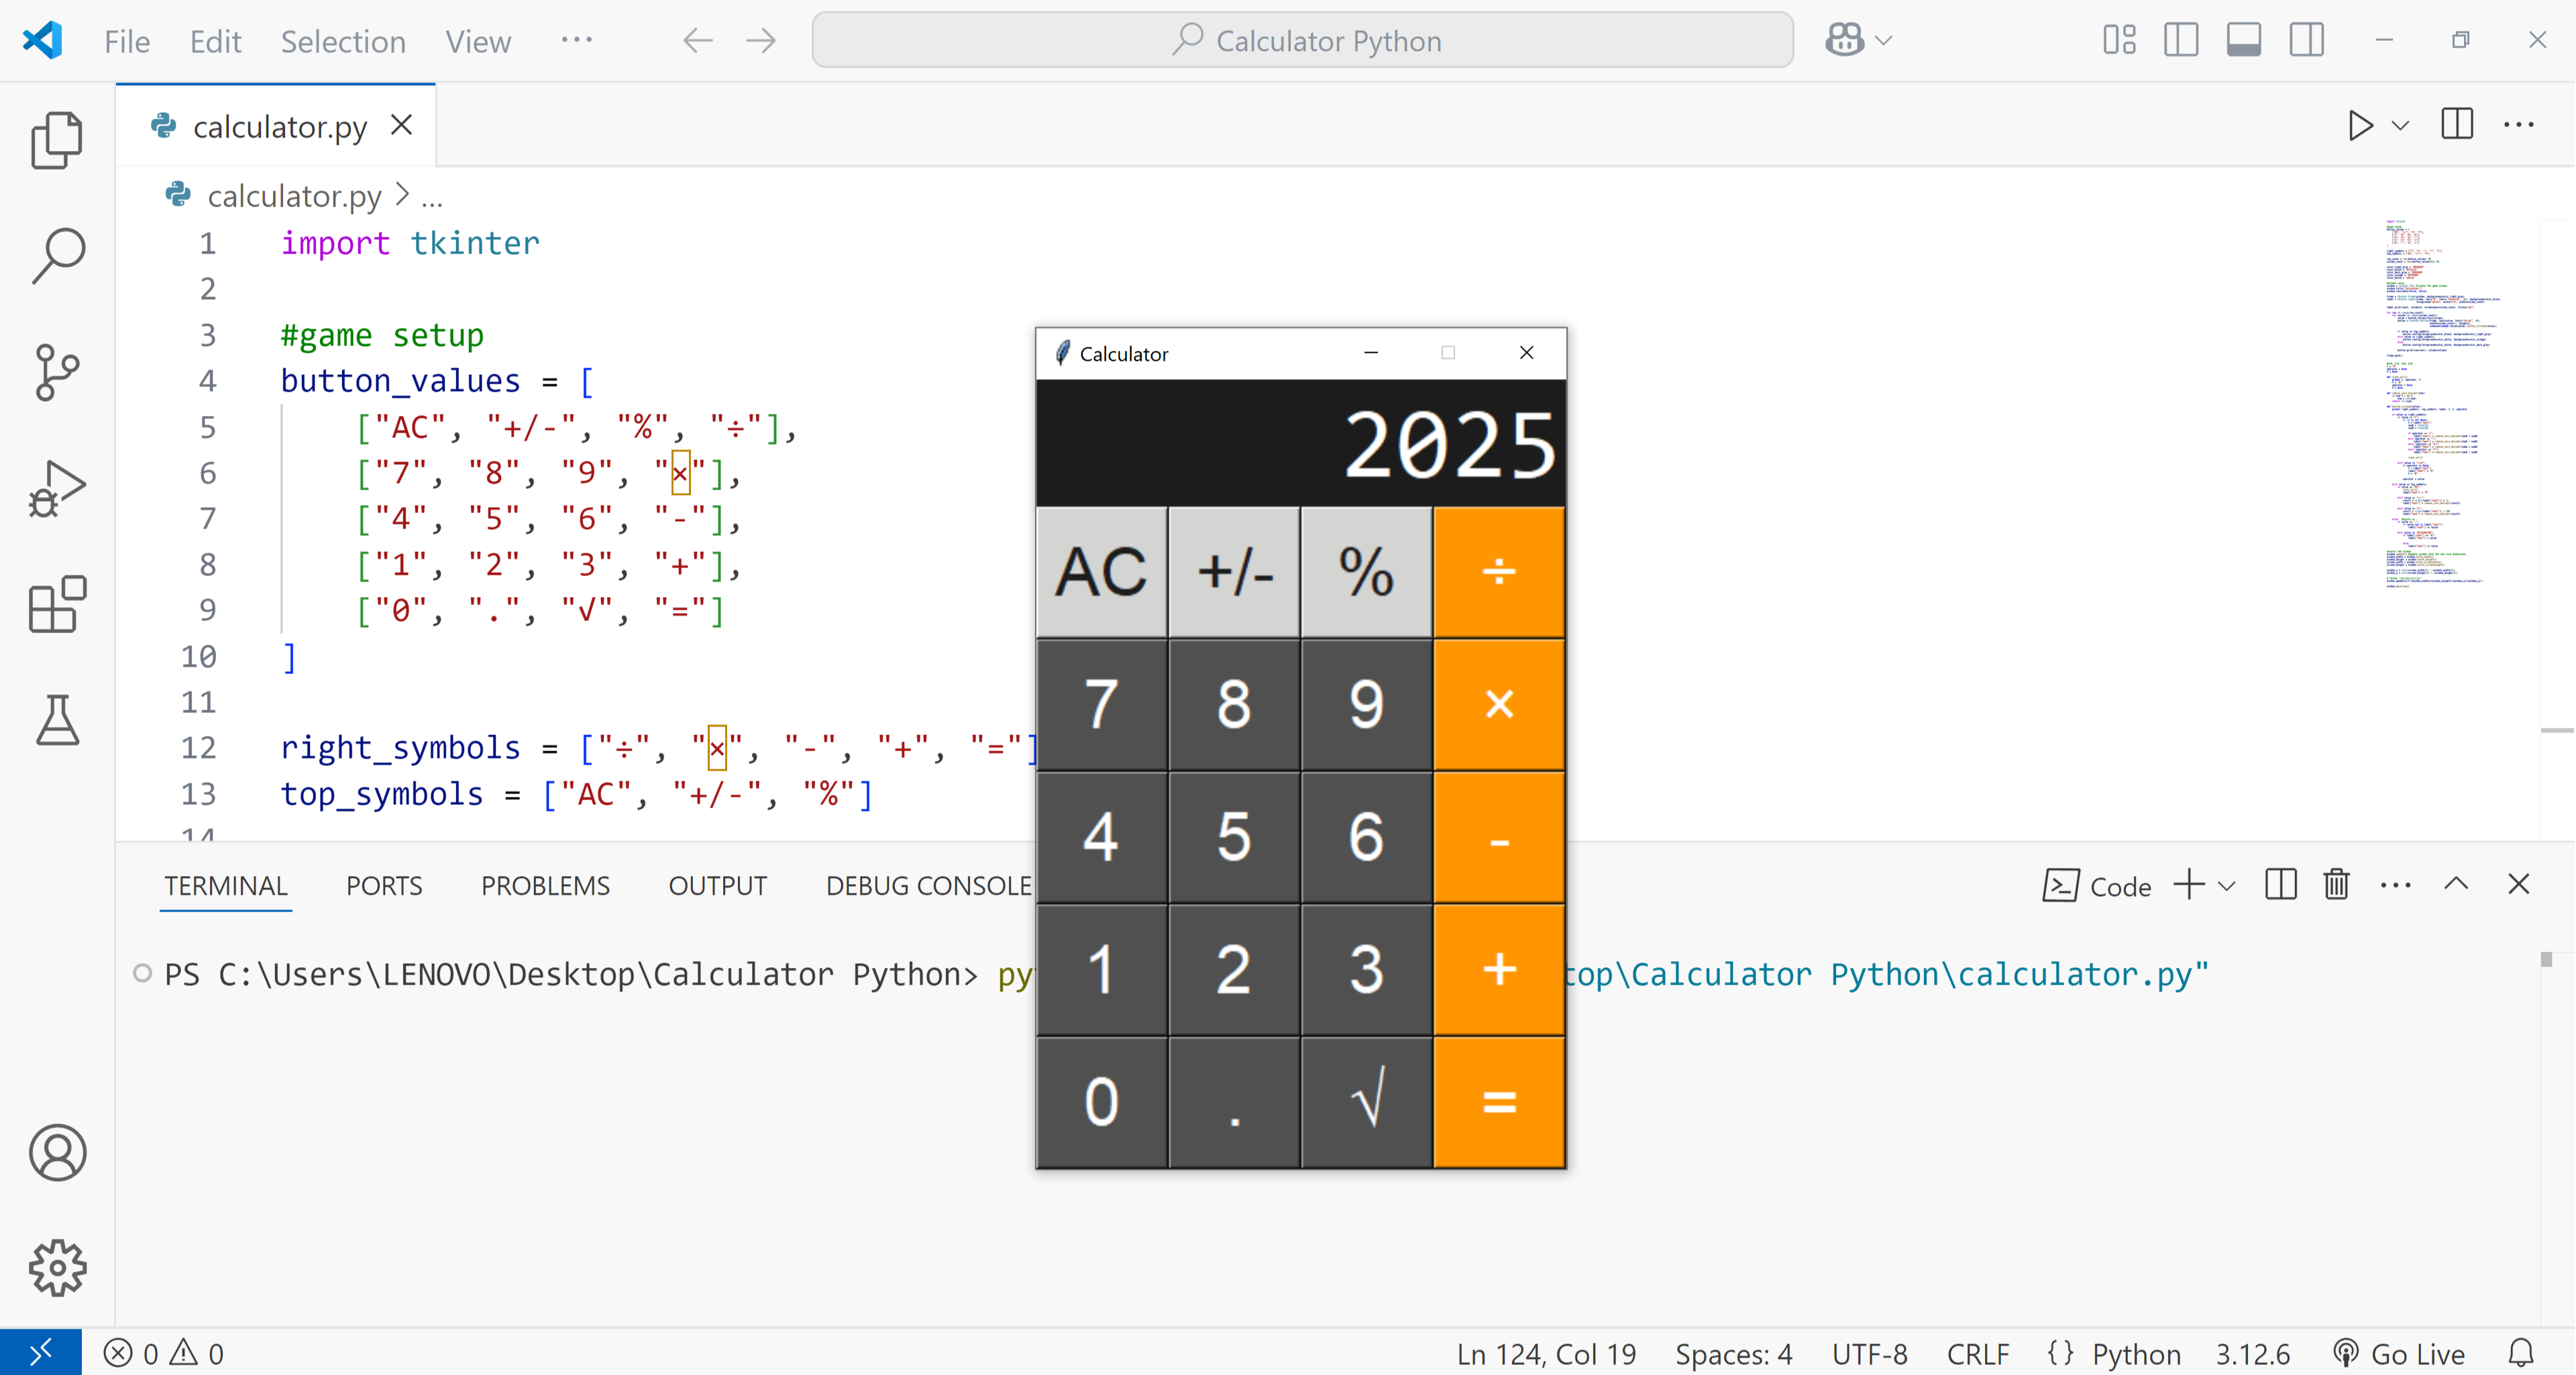 File Edit Selection View ··· Calculator Python
calculator.py
calculator.py > ...
1 import tkinter
2
3 #game setup
4 button_values = [
5 ["AC", "+/-", "%", "÷"],
6 ["7", "8", "9", "×"],
7 ["4", "5", "6", "-"],
8 ["1", "2", "3", "+"],
9 ["0", ".", "√", "="]
10 ]
11
12 right_symbols = ["÷", "×", "-", "+", "="]
13 top_symbols = ["AC", "+/-", "%"]
14
Calculator
2025
AC +/- % ÷
7 8 9 ×
4 5 6 -
1 2 3 +
0 . √ =
TERMINAL PORTS PROBLEMS OUTPUT DEBUG CONSOLE Code
PS C:\Users\LENOVO\Desktop\Calculator Python> py top\Calculator Python\calculator.py"
0 0 Ln 124, Col 19 Spaces: 4 UTF-8 CRLF {} Python 3.12.6 Go Live